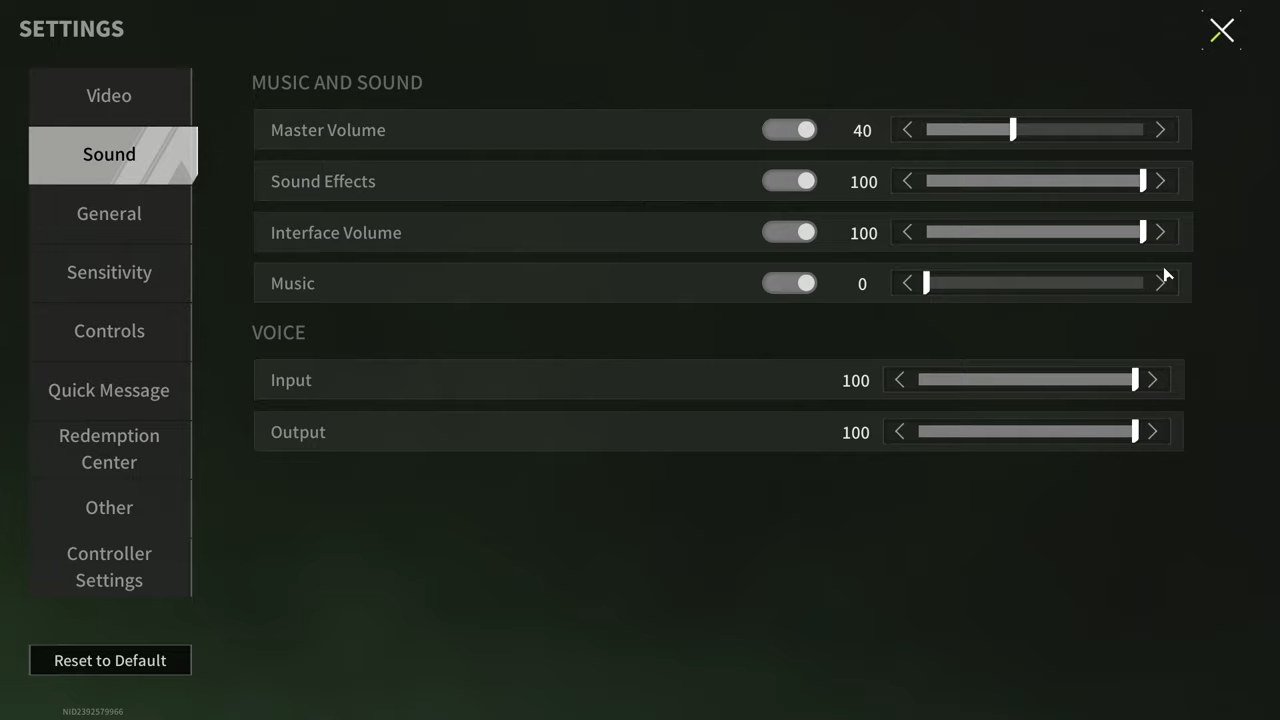 SETTINGS
Video
Sound
General
Sensitivity
Controls
Quick Message
Redemption
Center
Other
Controller
Settings
Reset to Default
NID2392579966
MUSIC AND SOUND
Master Volume 40
Sound Effects 100
Interface Volume 100
Music 0
VOICE
Input 100
Output 100